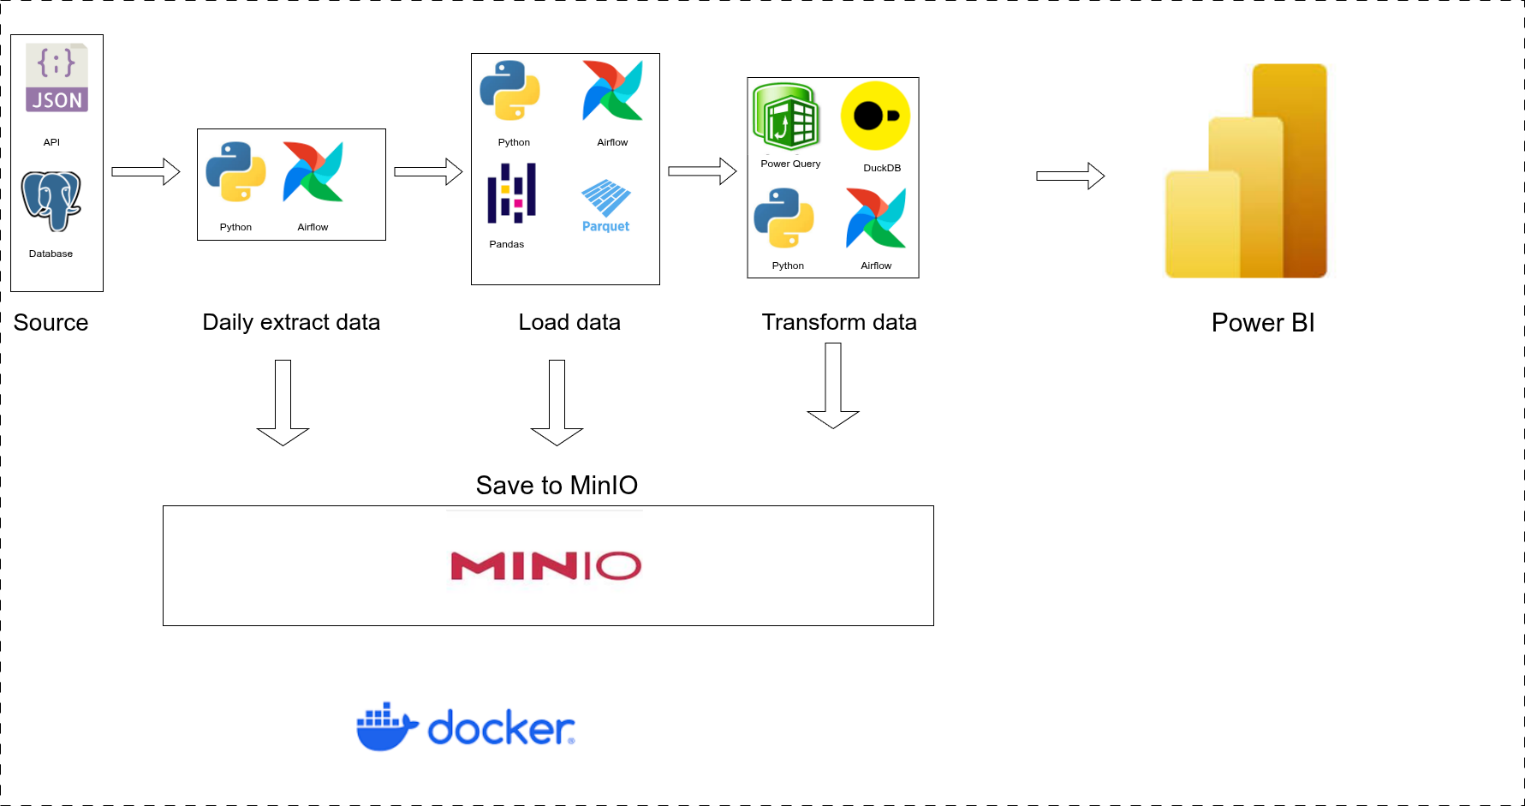 {;}
JSON
API
Database
Source
Python
Airflow
Daily extract data
Python
Airflow
Pandas
Parquet
Load data
Power Query
DuckDB
Python
Airflow
Transform data
Power BI
Save to MinIO
MINIO
docker